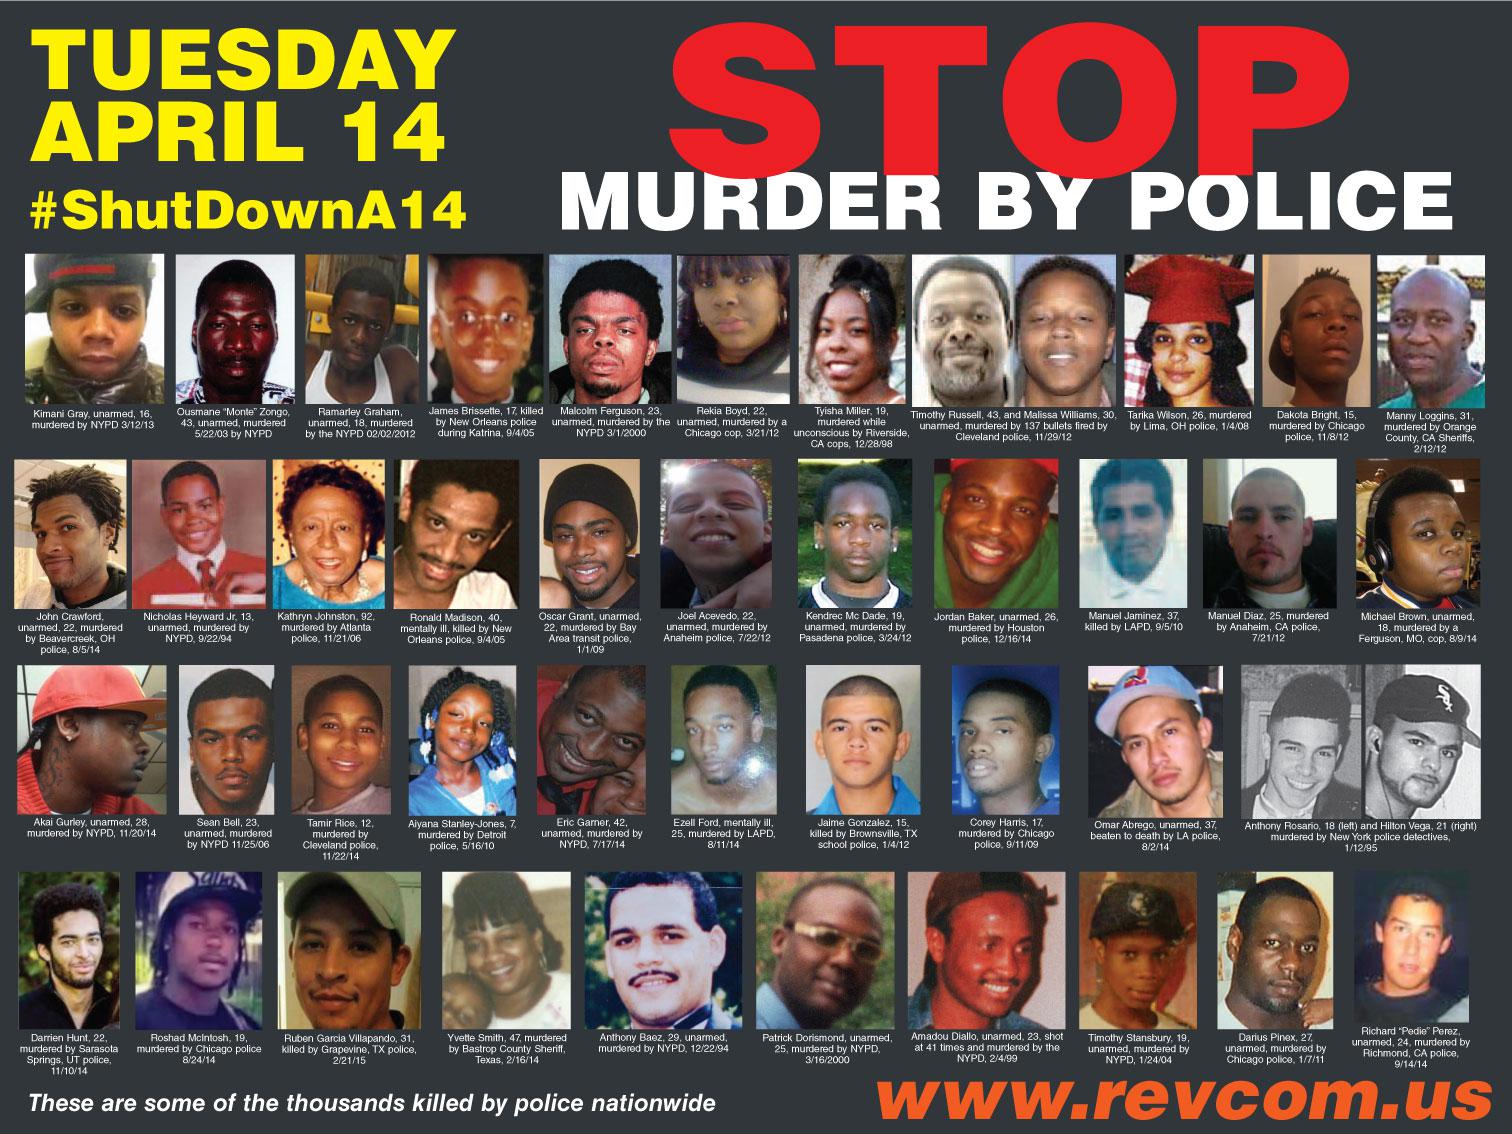 TUESDAY
APRIL 14
#ShutDownA14
STOP
MURDER BY POLICE
Kimani Gray, unarmed, 16,
murdered by NYPD 3/12/13
Ousmane “Monte” Zongo,
43, unarmed, murdered
5/22/03 by NYPD
Ramarley Graham,
unarmed, 18, murdered
by the NYPD 02/02/2012
James Brissette, 17, killed
by New Orleans police
during Katrina, 9/4/05
Malcolm Ferguson, 23,
unarmed, murdered by the
NYPD 3/1/2000
Rekia Boyd, 22,
unarmed, murdered by a
Chicago cop, 3/21/12
Tyisha Miller, 19,
murdered while
unconscious by Riverside,
CA cops, 12/28/98
Timothy Russell, 43, and Malissa Williams, 30,
unarmed, murdered by 137 bullets fired by
Cleveland police, 11/29/12
Tarika Wilson, 26, murdered
by Lima, OH police, 1/4/08
Dakota Bright, 15,
murdered by Chicago
police, 11/8/12
Manny Loggins, 31,
murdered by Orange
County, CA Sheriffs,
2/12/12
John Crawford,
unarmed, 22, murdered
by Beavercreek, OH
police, 8/5/14
Nicholas Heyward Jr, 13,
unarmed, murdered by
NYPD, 9/22/94
Kathryn Johnston, 92,
murdered by Atlanta
police, 11/21/06
Ronald Madison, 40,
mentally ill, killed by New
Orleans police, 9/4/05
Oscar Grant, unarmed,
22, murdered by Bay
Area transit police,
1/1/09
Joel Acevedo, 22,
unarmed, murdered by
Anaheim police, 7/22/12
Kendrec Mc Dade, 19,
unarmed, murdered by
Pasadena police, 3/24/12
Jordan Baker, unarmed, 26,
murdered by Houston
police, 12/16/14
Manuel Jaminez, 37,
killed by LAPD, 9/5/10
Manuel Diaz, 25, murdered
by Anaheim, CA police,
7/21/12
Michael Brown, unarmed,
18, murdered by a
Ferguson, MO, cop, 8/9/14
Akai Gurley, unarmed, 28,
murdered by NYPD, 11/20/14
Sean Bell, 23,
unarmed, murdered
by NYPD 11/25/06
Tamir Rice, 12,
murdered by
Cleveland police,
11/22/14
Aiyana Stanley-Jones, 7,
murdered by Detroit
police, 5/16/10
Eric Garner, 42,
unarmed, murdered by
NYPD, 7/17/14
Ezell Ford, mentally ill,
25, murdered by LAPD,
8/11/14
Jaime Gonzalez, 15,
killed by Brownsville, TX
school police, 1/4/12
Corey Harris, 17,
murdered by Chicago
police, 9/11/09
Omar Abrego, unarmed, 37,
beaten to death by LA police,
8/2/14
Anthony Rosario, 18 (left) and Hilton Vega, 21 (right)
murdered by New York police detectives,
1/12/95
Darrien Hunt, 22,
murdered by Sarasota
Springs, UT police,
11/10/14
Roshad McIntosh, 19,
murdered by Chicago police
8/24/14
Ruben Garcia Villapando, 31,
killed by Grapevine, TX police,
2/21/15
Yvette Smith, 47, murdered
by Bastrop County Sheriff,
Texas, 2/16/14
Anthony Baez, 29, unarmed,
murdered by NYPD, 12/22/94
Patrick Dorismond, unarmed,
25, murdered by NYPD,
3/16/2000
Amadou Diallo, unarmed, 23, shot
at 41 times and murdered by the
NYPD, 2/4/99
Timothy Stansbury, 19,
unarmed, murdered by
NYPD, 1/24/04
Darius Pinex, 27,
unarmed, murdered by
Chicago police, 1/7/11
Richard “Pedie” Perez,
unarmed, 24, murdered by
Richmond, CA police,
9/14/14
These are some of the thousands killed by police nationwide
www.revcom.us